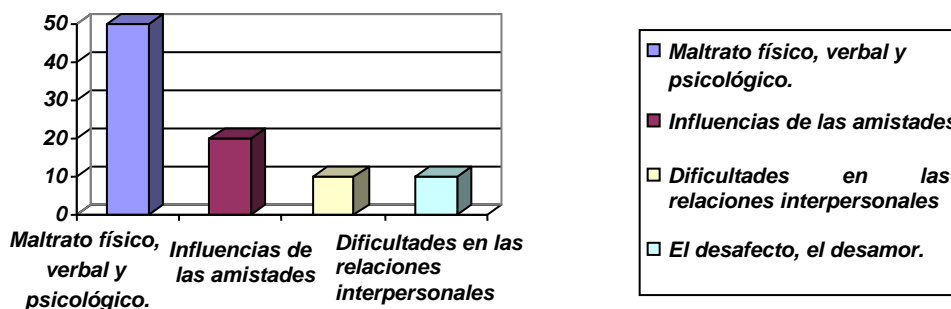 50
40
30
20
10
0
Maltrato físico,
verbal y
psicológico.
Influencias de
las amistades
Dificultades en las
relaciones
interpersonales
Maltrato físico, verbal y
psicológico.
Influencias de las amistades
Dificultades en las
relaciones interpersonales
El desafecto, el desamor.